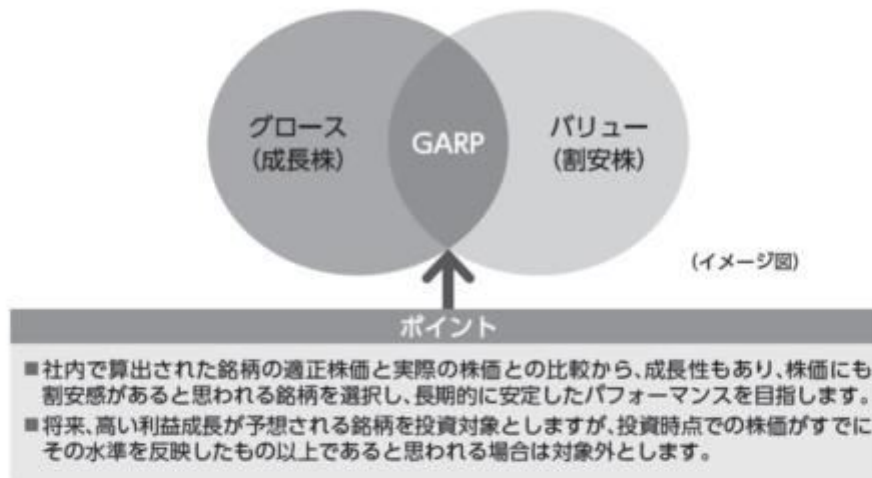 グロース
（成長株）
GARP
バリュー
（割安株）
（イメージ図）
ポイント
■社内で算出された銘柄の適正株価と実際の株価との比較から、成長性もあり、株価にも
割安感があると思われる銘柄を選択し、長期的に安定したパフォーマンスを目指します。
■将来、高い利益成長が予想される銘柄を投資対象としますが、投資時点での株価がすでに
その水準を反映したもの以上であると思われる場合は対象外とします。